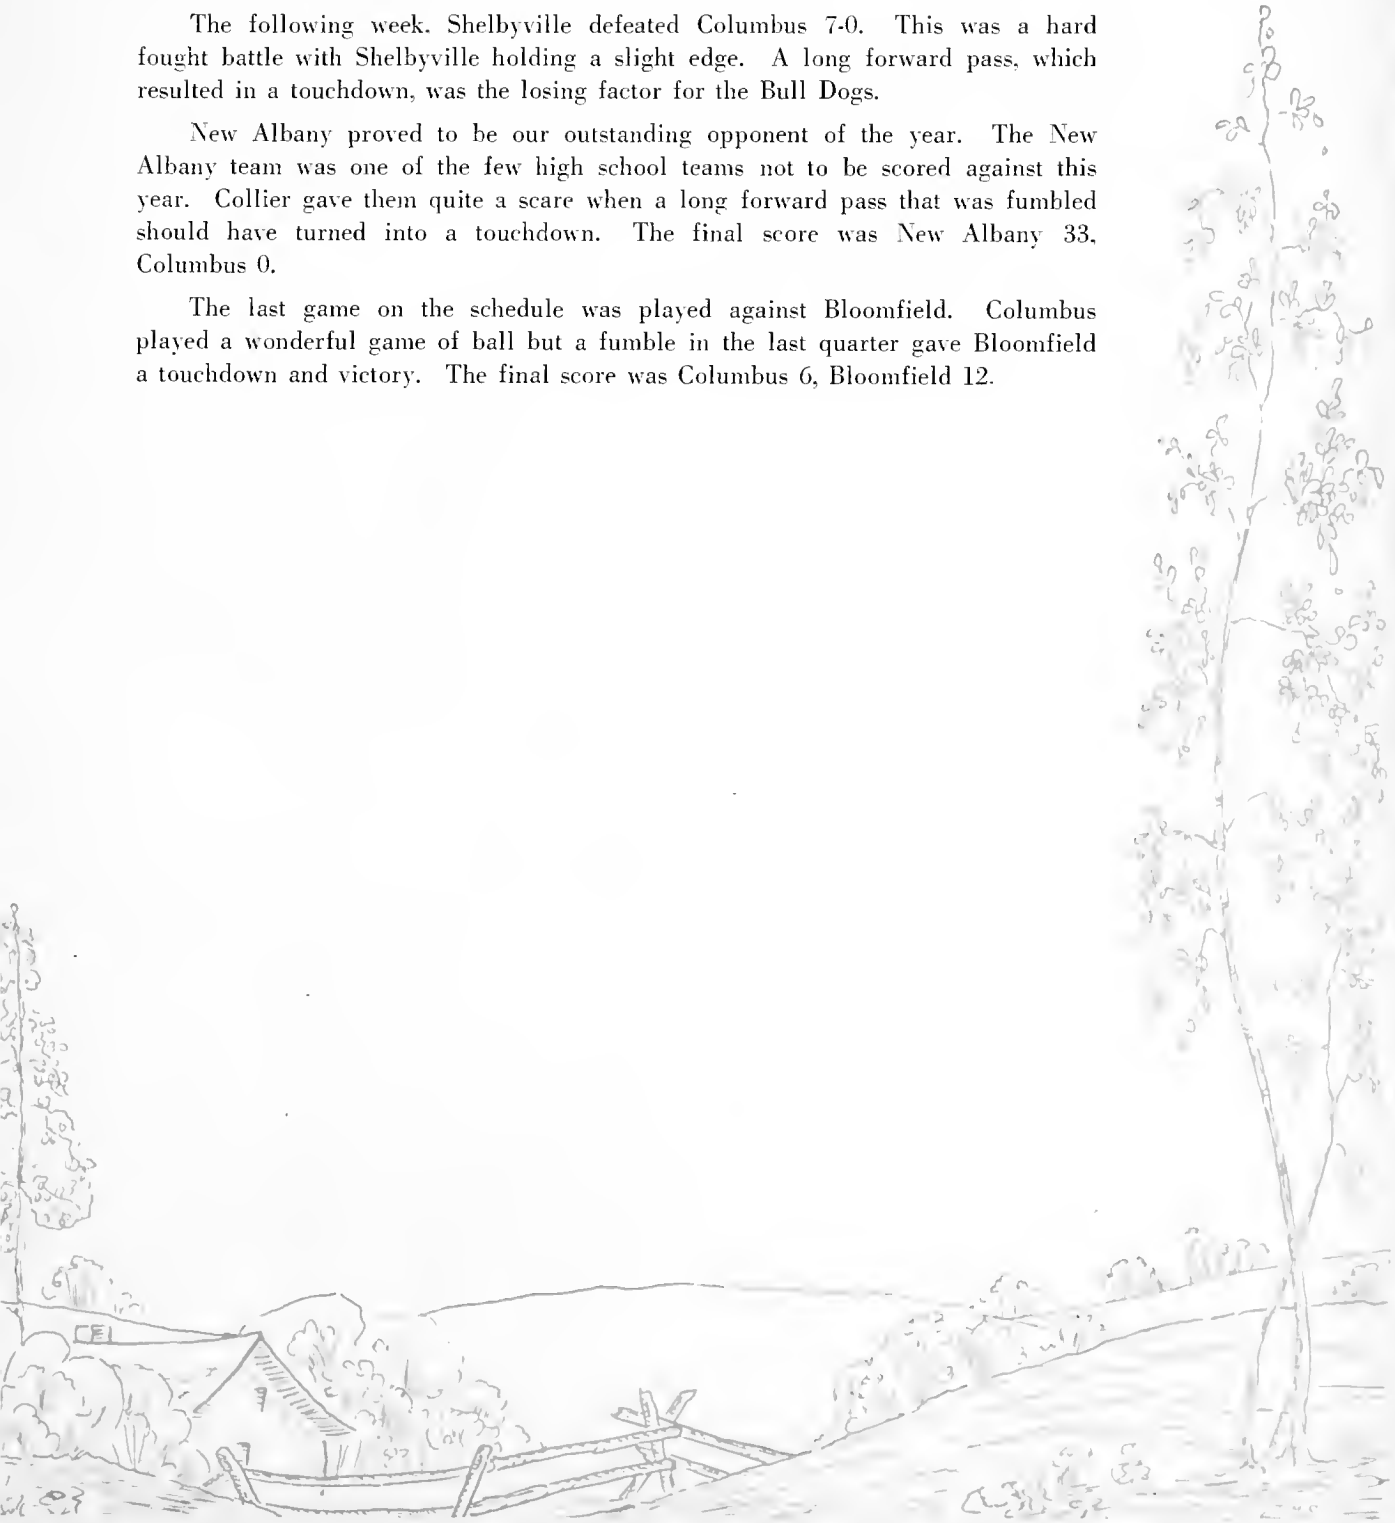 The following week. Shelbyville defeated Columbus 7-0. This was a hard
fought battle with Shelbyville holding a slight edge. A long forward pass, which
resulted in a touchdown, was the losing factor for the Bull Dogs.
New Albany proved to be our outstanding opponent of the year. The New
Albany team was one of the few high school teams not to be scored against this
year. Collier gave them quite a scare when a long forward pass that was fumbled
should have turned into a touchdown. The final score was New Albany 33,
Columbus 0.
The last game on the schedule was played against Bloomfield. Columbus
played a wonderful game of ball but a fumble in the last quarter gave Bloomfield
a touchdown and victory. The final score was Columbus 6, Bloomfield 12.